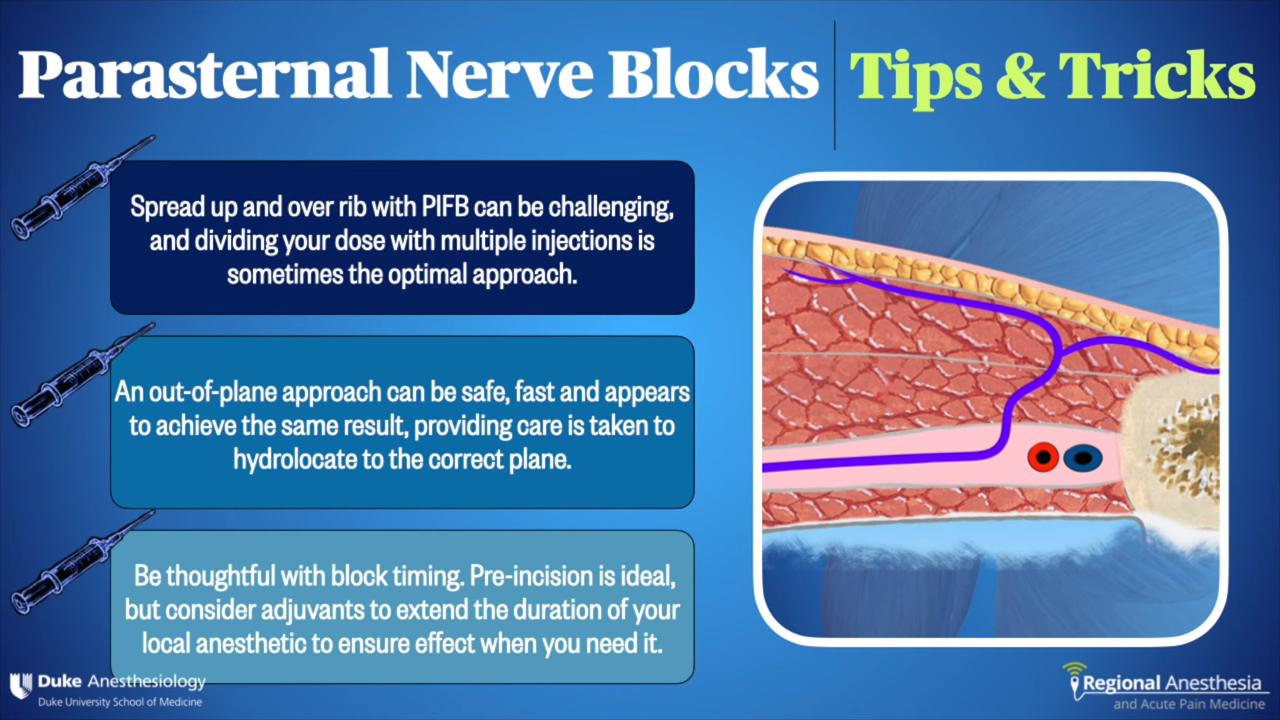 Parasternal Nerve Blocks
Tips & Tricks
Spread up and over rib with PIFB can be challenging,
and dividing your dose with multiple injections is
sometimes the optimal approach.
An out-of-plane approach can be safe, fast and appears
to achieve the same result, providing care is taken to
hydrolocate to the correct plane.
Be thoughtful with block timing. Pre-incision is ideal,
but consider adjuvants to extend the duration of your
local anesthetic to ensure effect when you need it.
Duke Anesthesiology
Duke University School of Medicine
Regional Anesthesia
and Acute Pain Medicine